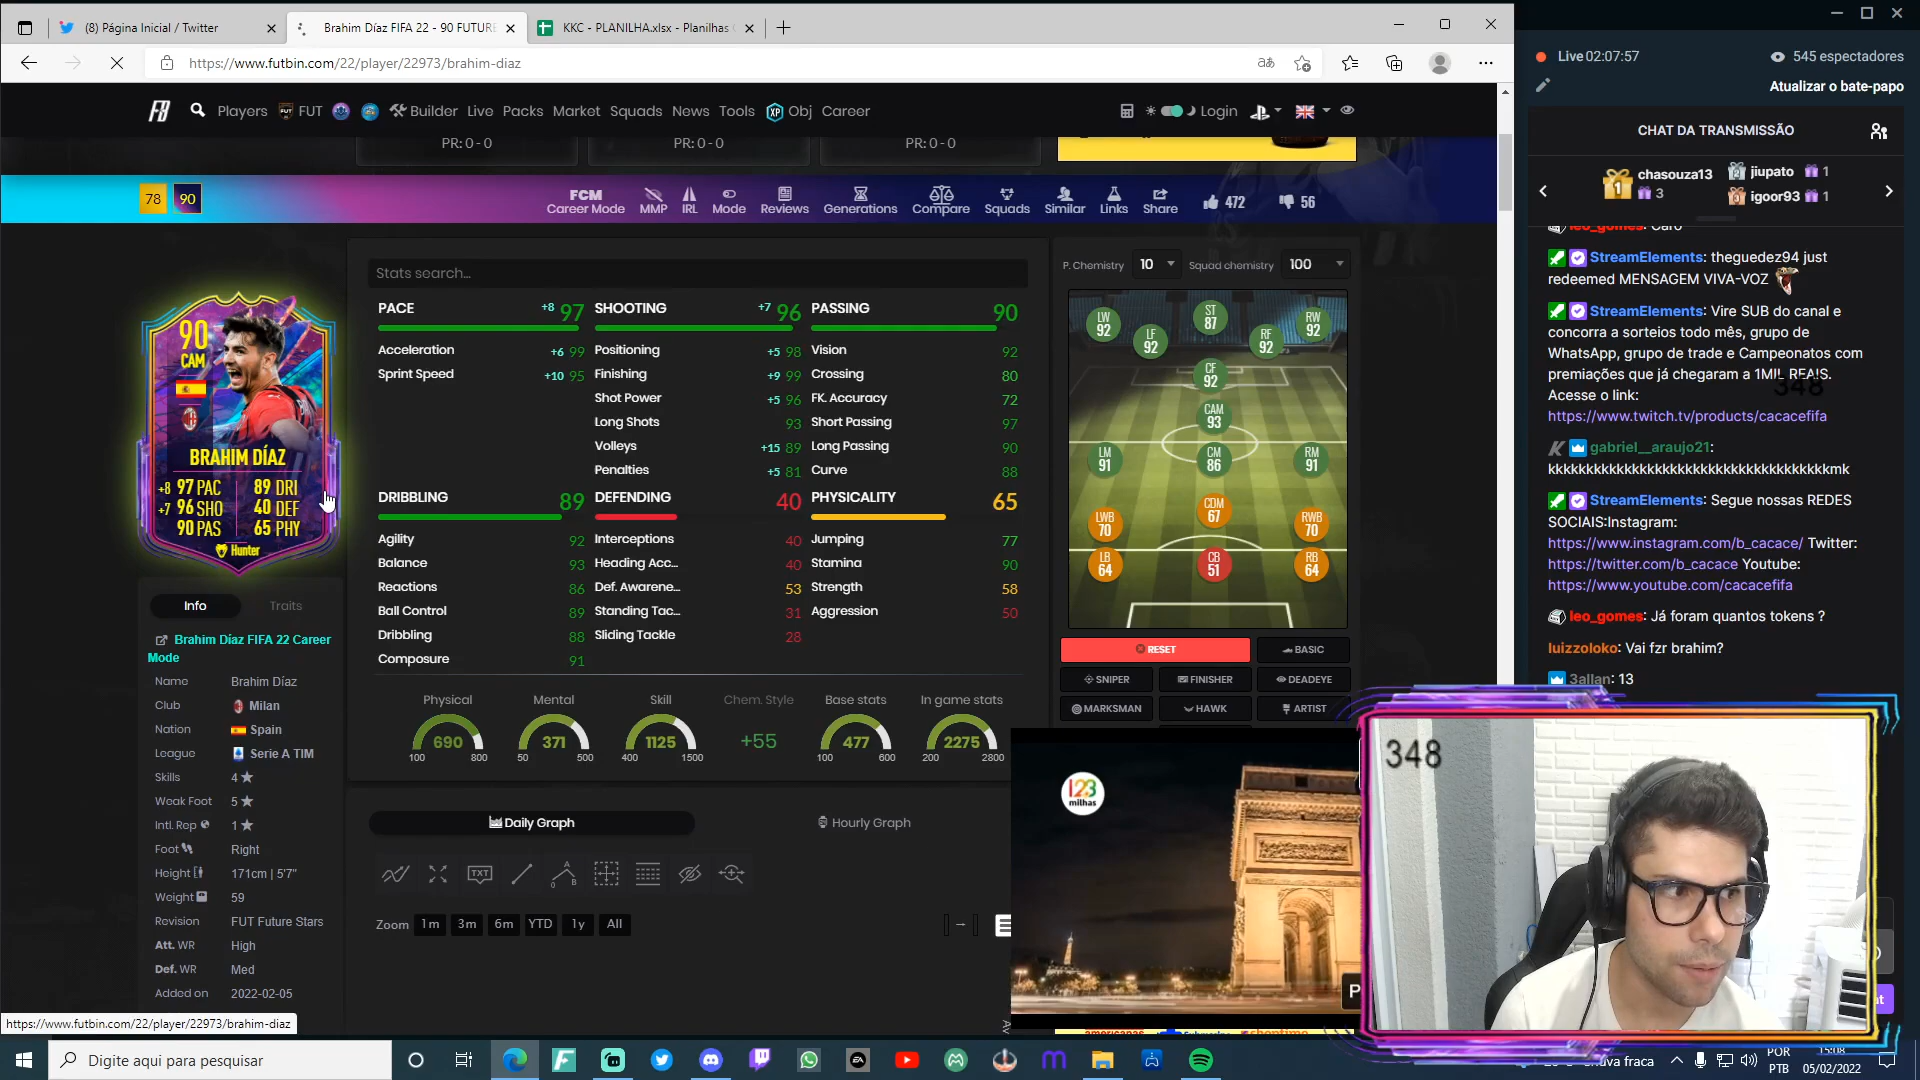 (8) Página Inicial / Twitter
Brahim Díaz FIFA 22 - 90 FUTURE
KKC - PLANILHA.xlsx - Planilhas
https://www.futbin.com/22/player/22973/brahim-diaz
Players FUT Builder Live Packs Market Squads News Tools Obj Career
Login
PR: 0 - 0
PR: 0 - 0
PR: 0 - 0
78 90
FCM
Career Mode MMP IRL Mode Reviews Generations Compare Squads Similar Links Share 472 56
Stats search...
P. Chemistry 10 Squad chemistry 100
PACE +8 97
Acceleration +6 99
Sprint Speed +10 95
SHOOTING +7 96
Positioning +5 98
Finishing +9 99
Shot Power +5 96
Long Shots 93
Volleys +15 89
Penalties +5 81
PASSING 90
Vision 92
Crossing 80
FK. Accuracy 72
Short Passing 97
Long Passing 90
Curve 88
DRIBBLING 89
Agility 92
Balance 93
Reactions 86
Ball Control 89
Dribbling 88
Composure 91
DEFENDING 40
Interceptions 40
Heading Acc... 40
Def. Awarene... 53
Standing Tac... 31
Sliding Tackle 28
PHYSICALITY 65
Jumping 77
Stamina 90
Strength 58
Aggression 50
Physical Mental Skill Chem. Style Base stats In game stats
690 371 1125 +55 477 2275
100 800 50 500 400 1500 100 600 200 2800
90
CAM
BRAHIM DÍAZ
+8 97 PAC 89 DRI
+7 96 SHO 40 DEF
90 PAS 65 PHY
Hunter
Info Traits
Brahim Díaz FIFA 22 Career
Mode
Name Brahim Díaz
Club Milan
Nation Spain
League Serie A TIM
Skills 4
Weak Foot 5
Intl. Rep 1
Foot Right
Height 171cm | 5'7"
Weight 59
Revision FUT Future Stars
Att. WR High
Def. WR Med
Added on 2022-02-05
https://www.futbin.com/22/player/22973/brahim-diaz
LW 92
ST 87
RW 92
LF 92
RF 92
CF 92
CAM 93
LM 91
CM 86
RM 91
CDM 67
LWB 70
RWB 70
LB 64
CB 51
RB 64
RESET BASIC
SNIPER FINISHER DEADEYE
MARKSMAN HAWK ARTIST
Daily Graph Hourly Graph
TXT
Zoom 1m 3m 6m YTD 1y All
123
milhas
americanas
348
348
Live 02:07:57 545 espectadores
Atualizar o bate-papo
CHAT DA TRANSMISSÃO
1 chasouza13 3
jiupato 1
igoor93 1
leo_gomes: Caro
StreamElements: theguedez94 just
redeemed MENSAGEM VIVA-VOZ
StreamElements: Vire SUB do canal e
concorra a sorteios todo mês, grupo de
WhatsApp, grupo de trade e Campeonatos com
premiações que já chegaram a 1MIL REAIS.
Acesse o link:
https://www.twitch.tv/products/cacacefifa
gabriel__araujo21:
kkkkkkkkkkkkkkkkkkkkkkkkkkkkkkkkkkkkkmk
StreamElements: Segue nossas REDES
SOCIAIS:Instagram:
https://www.instagram.com/b_cacace/ Twitter:
https://twitter.com/b_cacace Youtube:
https://www.youtube.com/cacacefifa
leo_gomes: Já foram quantos tokens ?
luizzoloko: Vai fzr brahim?
3allan: 13
Digite aqui para pesquisar
fraca
POR
PTB
15:08
05/02/2022